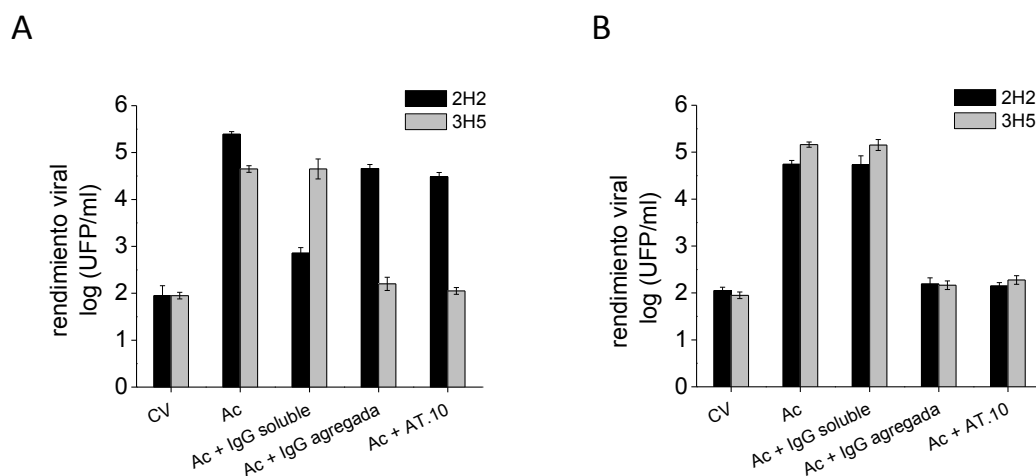 A
2H2
3H5
6
5
4
3
2
1
0
rendimiento viral
log (UFP/ml)
CV
Ac
Ac + IgG soluble
Ac + IgG agregada
Ac + AT.10
B
2H2
3H5
6
5
4
3
2
1
0
rendimiento viral
log (UFP/ml)
CV
Ac
Ac + IgG soluble
Ac + IgG agregada
Ac + AT.10